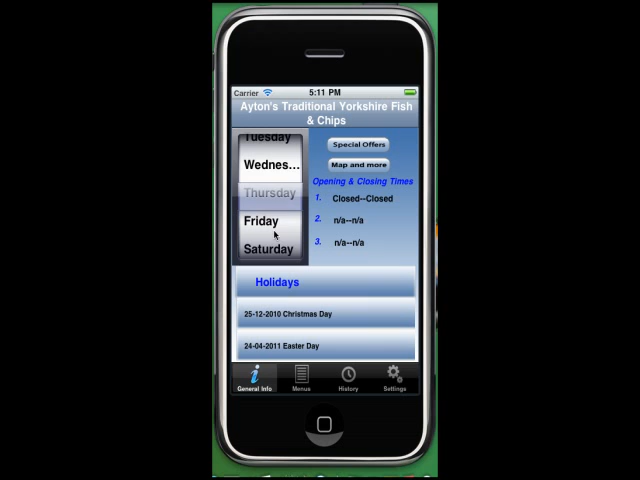 Carrier 5:11 PM
Ayton's Traditional Yorkshire Fish
& Chips
Tuesday
Wednes...
Thursday
Friday
Saturday
Special Offers
Map and more
Opening & Closing Times
1. Closed--Closed
2. n/a--n/a
3. n/a--n/a
Holidays
25-12-2010 Christmas Day
24-04-2011 Easter Day
General Info Menus History Settings